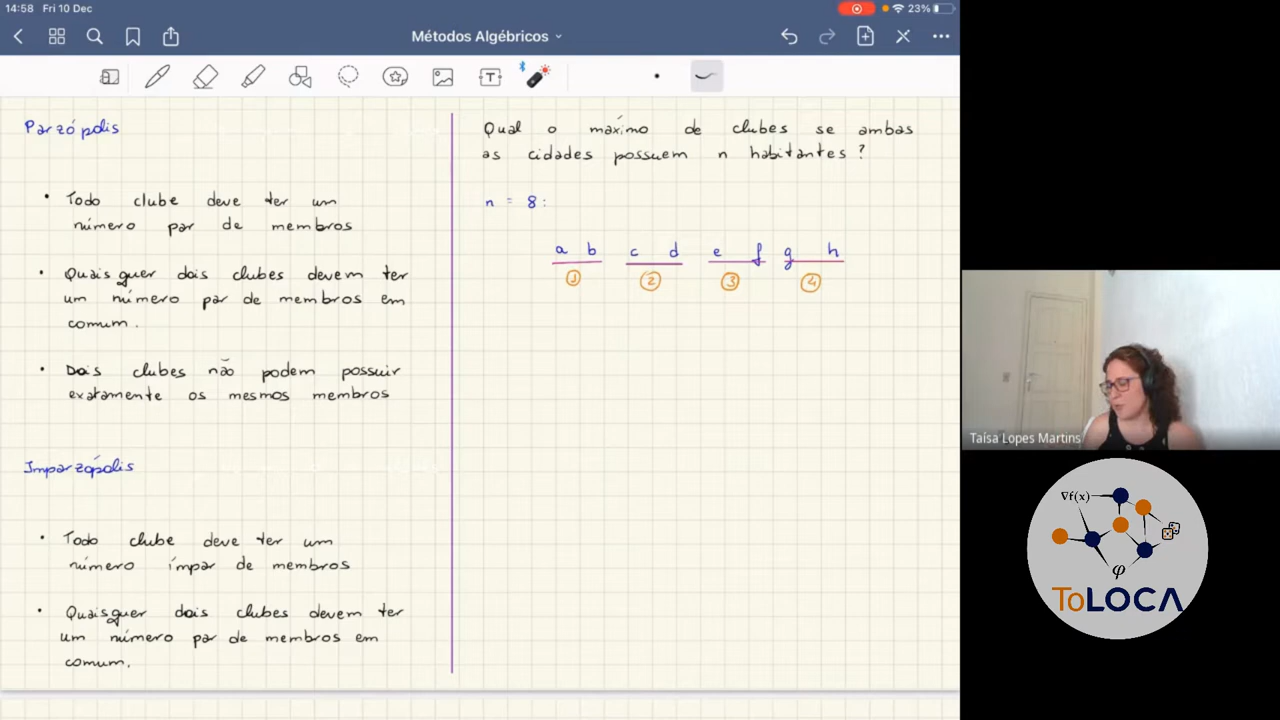 14:58 Fri 10 Dec
23%
Métodos Algébricos
Parzópolis
• Todo clube deve ter um
número par de membros
• Quaisquer dois clubes devem ter
um número par de membros em
comum.
• Dois clubes não podem possuir
exatamente os mesmos membros
Imparzópolis
• Todo clube deve ter um
número ímpar de membros
• Quaisquer dois clubes devem ter
um número par de membros em
comum.
Qual o máximo de clubes se ambas
as cidades possuem n habitantes?
n = 8:
a b c d e f g h
1 2 3 4
Taísa Lopes Martins
∇f(x)
φ
ToLOCA